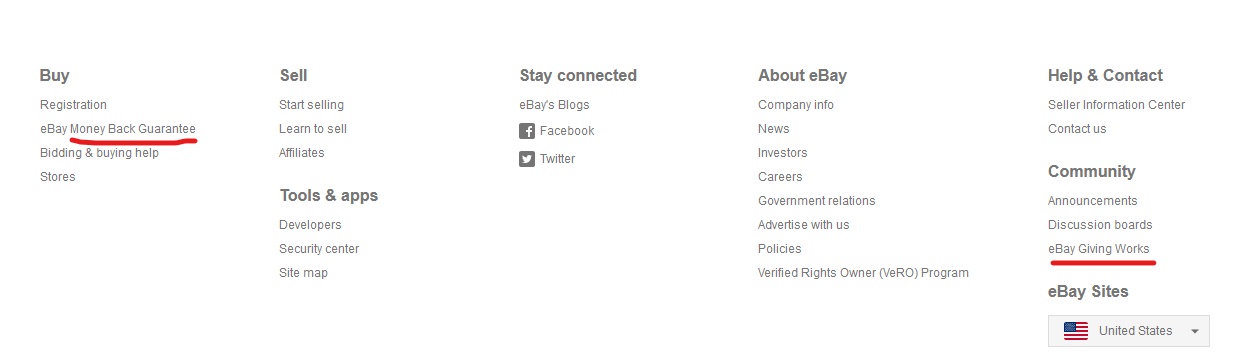 Buy
Registration
eBay Money Back Guarantee
Bidding & buying help
Stores
Sell
Start selling
Learn to sell
Affiliates
Tools & apps
Developers
Security center
Site map
Stay connected
eBay's Blogs
Facebook
Twitter
About eBay
Company info
News
Investors
Careers
Government relations
Advertise with us
Policies
Verified Rights Owner (VeRO) Program
Help & Contact
Seller Information Center
Contact us
Community
Announcements
Discussion boards
eBay Giving Works
eBay Sites
United States